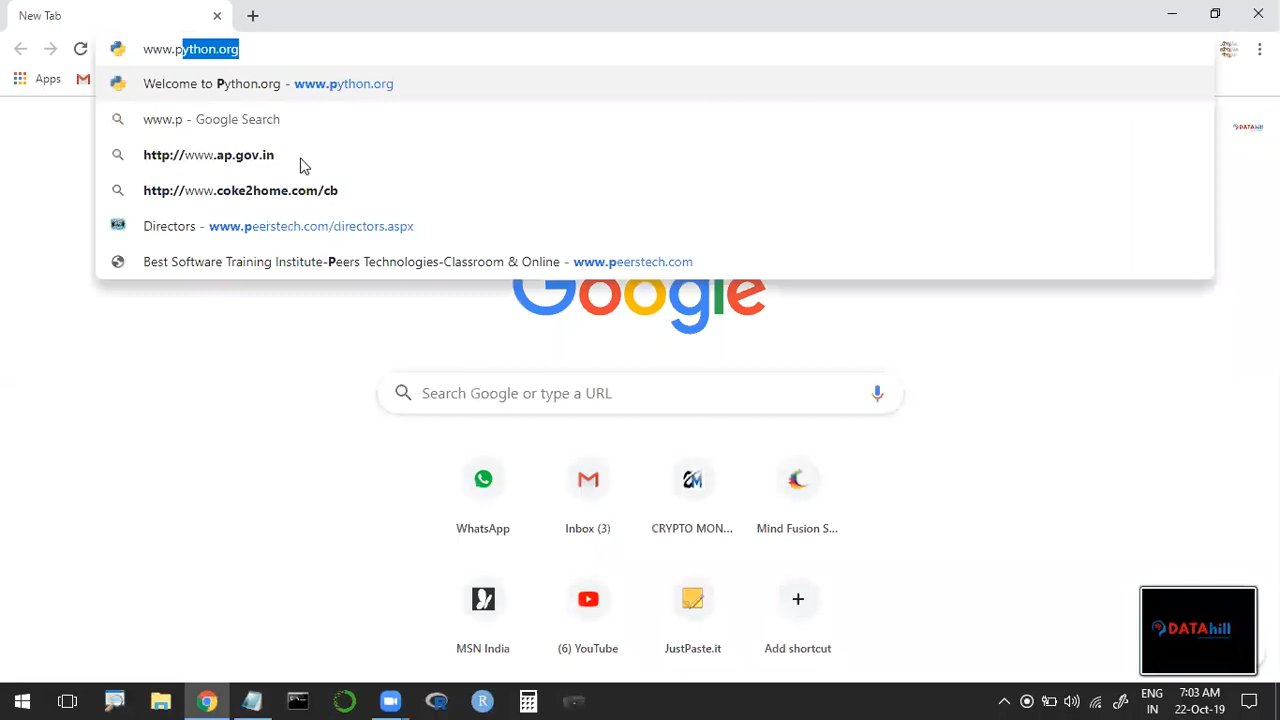 New Tab
www.python.org
Apps
Welcome to Python.org - www.python.org
www.p - Google Search
http://www.ap.gov.in
http://www.coke2home.com/cb
Directors - www.peerstech.com/directors.aspx
Best Software Training Institute-Peers Technologies-Classroom & Online - www.peerstech.com
DATAhill
Google
Search Google or type a URL
WhatsApp
Inbox (3)
CRYPTO MON...
Mind Fusion S...
MSN India
(6) YouTube
JustPaste.it
Add shortcut
DATAhill
ENG
IN
7:03 AM
22-Oct-19